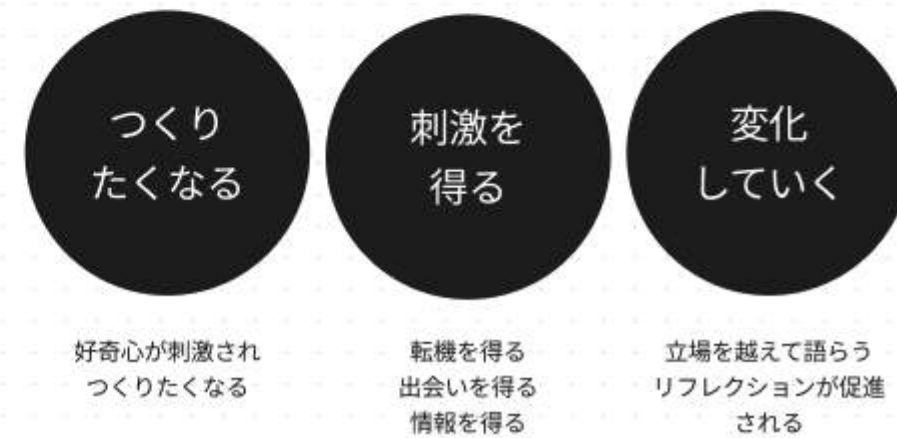 つくり
たくなる
好奇心が刺激され
つくりたくなる
刺激を
得る
転機を得る
出会いを得る
情報を得る
変化
していく
立場を越えて語らう
リフレクションが促進
される